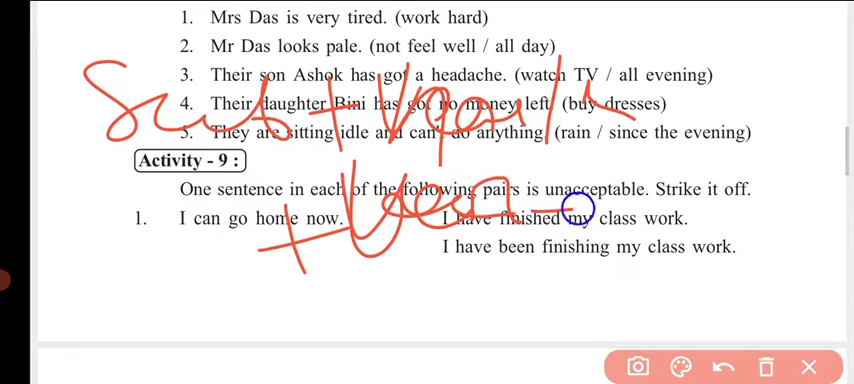 1. Mrs Das is very tired. (work hard)
2. Mr Das looks pale. (not feel well / all day)
3. Their son Ashok has got a headache. (watch TV / all evening)
4. Their daughter Bini has got no money left. (buy dresses)
5. They are sitting idle and can't do anything. (rain / since the evening)
Activity - 9 :
One sentence in each of the following pairs is unacceptable. Strike it off.
1. I can go home now. I have finished my class work.
I have been finishing my class work.